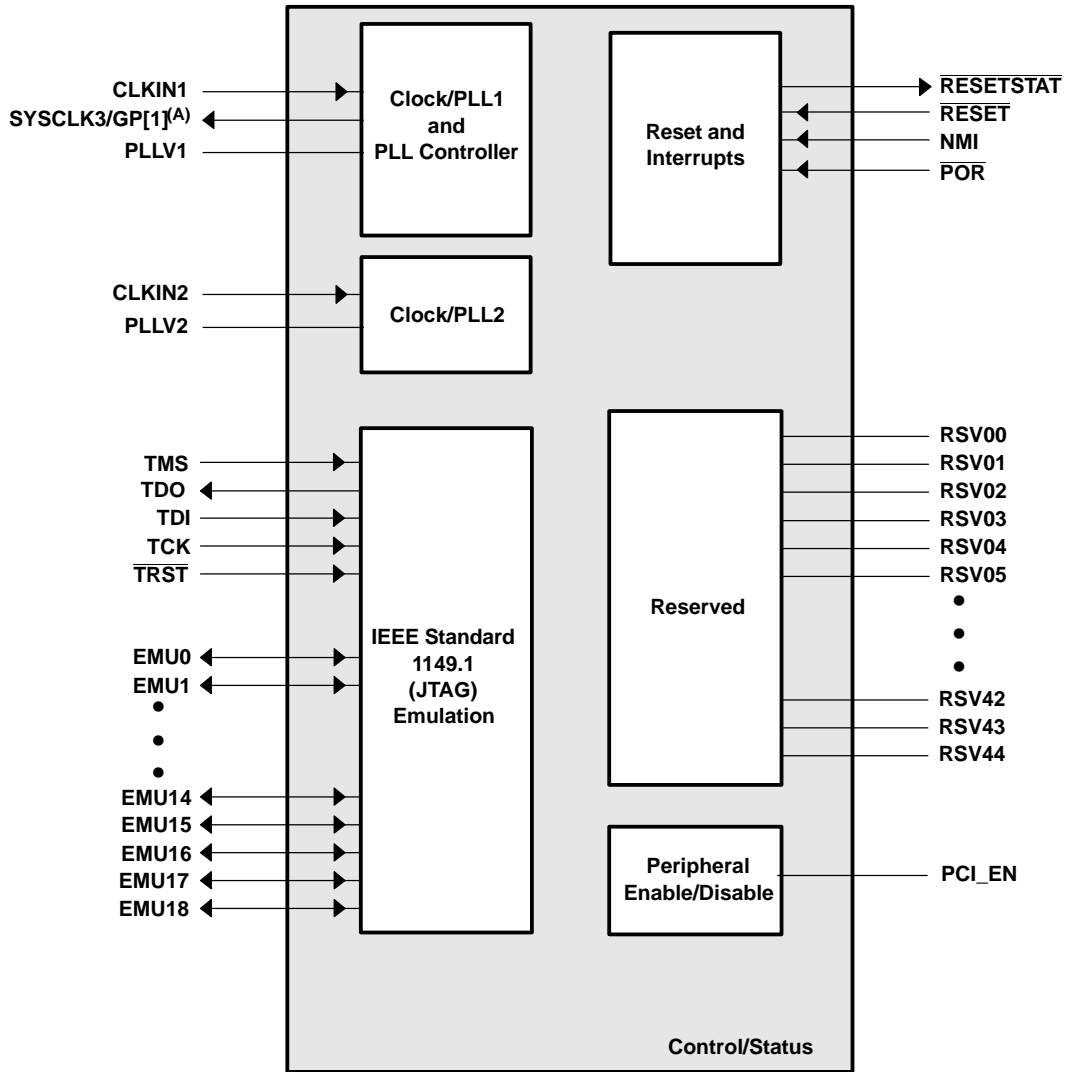 CLKIN1
SYSCLK3/GP[1](A)
PLLV1
Clock/PLL1
and
PLL Controller
CLKIN2
PLLV2
Clock/PLL2
TMS
TDO
TDI
TCK
TRST
EMU0
EMU1
EMU14
EMU15
EMU16
EMU17
EMU18
IEEE Standard
1149.1
(JTAG)
Emulation
Reset and
Interrupts
RESETSTAT
RESET
NMI
POR
Reserved
RSV00
RSV01
RSV02
RSV03
RSV04
RSV05
RSV42
RSV43
RSV44
Peripheral
Enable/Disable
PCI_EN
Control/Status